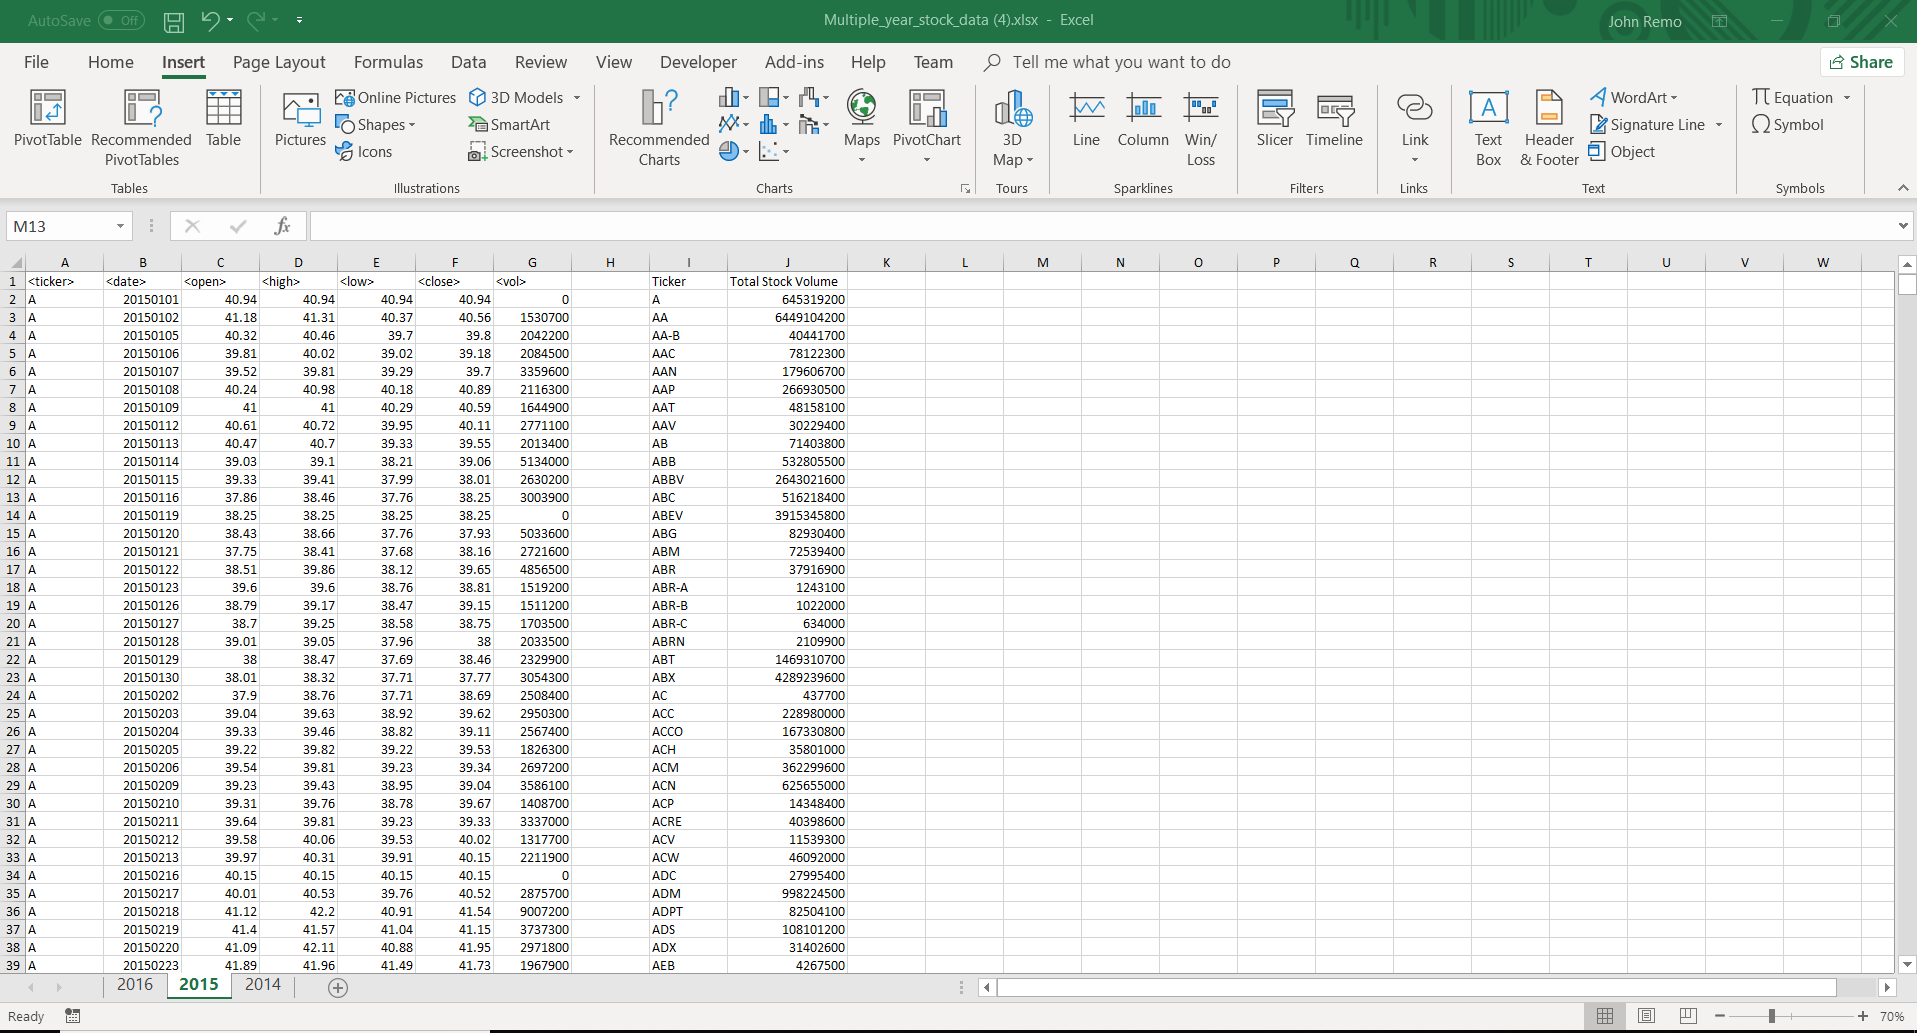 AutoSave Off Multiple_year_stock_data (4).xlsx - Excel John Remo
File Home Insert Page Layout Formulas Data Review View Developer Add-ins Help Team Tell me what you want to do Share
PivotTable
Recommended
PivotTables
Table
Tables
Pictures
Online Pictures
Shapes
Icons
3D Models
SmartArt
Screenshot
Illustrations
Recommended
Charts
Maps
PivotChart
Charts
3D
Map
Tours
Line
Column
Win/
Loss
Sparklines
Slicer
Timeline
Filters
Link
Links
Text
Box
Header
& Footer
WordArt
Signature Line
Object
Text
Equation
Symbol
Symbols
M13 fx
A B C D E F G H I J K L M N O P Q R S T U V W
1 <ticker> <date> <open> <high> <low> <close> <vol> Ticker Total Stock Volume
2 A 20150101 40.94 40.94 40.94 40.94 0 A 645319200
3 A 20150102 41.18 41.31 40.37 40.56 1530700 AA 6449104200
4 A 20150105 40.32 40.46 39.7 39.8 2042200 AA-B 40441700
5 A 20150106 39.81 40.02 39.02 39.18 2084500 AAC 78122300
6 A 20150107 39.52 39.81 39.29 39.7 3359600 AAN 179606700
7 A 20150108 40.24 40.98 40.18 40.89 2116300 AAP 266930500
8 A 20150109 41 41 40.29 40.59 1644900 AAT 48158100
9 A 20150112 40.61 40.72 39.95 40.11 2771100 AAV 30229400
10 A 20150113 40.47 40.7 39.33 39.55 2013400 AB 71403800
11 A 20150114 39.03 39.1 38.21 39.06 5134000 ABB 532805500
12 A 20150115 39.33 39.41 37.99 38.01 2630200 ABBV 2643021600
13 A 20150116 37.86 38.46 37.76 38.25 3003900 ABC 516218400
14 A 20150119 38.25 38.25 38.25 38.25 0 ABEV 3915345800
15 A 20150120 38.43 38.66 37.76 37.93 5033600 ABG 82930400
16 A 20150121 37.75 38.41 37.68 38.16 2721600 ABM 72539400
17 A 20150122 38.51 39.86 38.12 39.65 4856500 ABR 37916900
18 A 20150123 39.6 39.6 38.76 38.81 1519200 ABR-A 1243100
19 A 20150126 38.79 39.17 38.47 39.15 1511200 ABR-B 1022000
20 A 20150127 38.7 39.25 38.58 38.75 1703500 ABR-C 634000
21 A 20150128 39.01 39.05 37.96 38 2033500 ABRN 2109900
22 A 20150129 38 38.47 37.69 38.46 2329900 ABT 1469310700
23 A 20150130 38.01 38.32 37.71 37.77 3054300 ABX 4289239600
24 A 20150202 37.9 38.76 37.71 38.69 2508400 AC 437700
25 A 20150203 39.04 39.63 38.92 39.62 2950300 ACC 228980000
26 A 20150204 39.33 39.46 38.82 39.11 2567400 ACCO 167330800
27 A 20150205 39.22 39.82 39.22 39.53 1826300 ACH 35801000
28 A 20150206 39.54 39.81 39.23 39.34 2697200 ACM 362299600
29 A 20150209 39.23 39.43 38.95 39.04 3586100 ACN 625655000
30 A 20150210 39.31 39.76 38.78 39.67 1408700 ACP 14348400
31 A 20150211 39.64 39.81 39.23 39.33 3337000 ACRE 40398600
32 A 20150212 39.58 40.06 39.53 40.02 1317700 ACV 11539300
33 A 20150213 39.97 40.31 39.91 40.15 2211900 ACW 46092000
34 A 20150216 40.15 40.15 40.15 40.15 0 ADC 27995400
35 A 20150217 40.01 40.53 39.76 40.52 2875700 ADM 998224500
36 A 20150218 41.12 42.2 40.91 41.54 9007200 ADPT 82504100
37 A 20150219 41.4 41.57 41.04 41.15 3737300 ADS 108101200
38 A 20150220 41.09 42.11 40.88 41.95 2971800 ADX 31402600
39 A 20150223 41.89 41.96 41.49 41.73 1967900 AEB 4267500
2016 2015 2014
Ready 70%